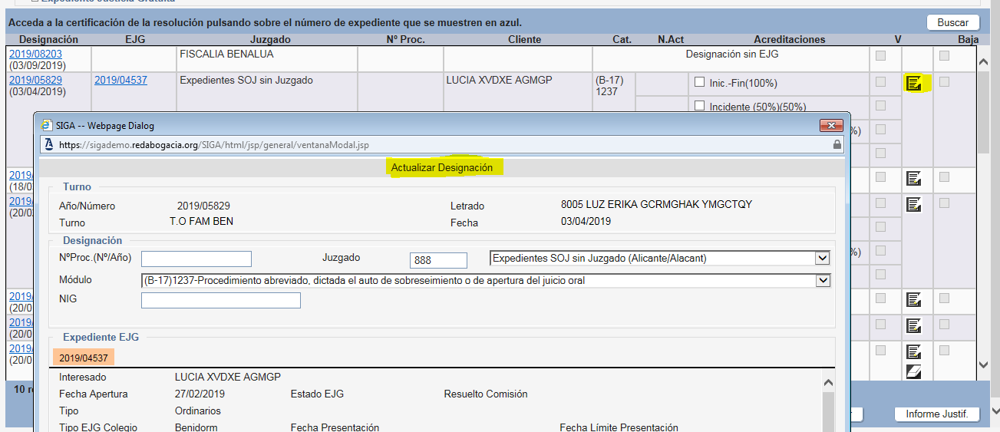 Expediente Justicia Gratuita
Acceda a la certificación de la resolución pulsando sobre el número de expediente que se muestren en azul.
Buscar
Designación EJG Juzgado Nº Proc. Cliente Cat. N.Act Acreditaciones V Baja
2019/08203 FISCALIA BENALUA Designación sin EJG
(03/09/2019)
2019/05829 2019/04537 Expedientes SOJ sin Juzgado LUCIA XVDXE AGMGP (B-17) Inic.-Fin(100%)
(03/04/2019) 1237
Incidente (50%)(50%)
SIGA -- Webpage Dialog
https://sigademo.redabogacia.org/SIGA/html/jsp/general/ventanaModal.jsp
%)
Actualizar Designación
2019/
(18/0
Turno
2019/
(20/0
Año/Número 2019/05829 Letrado 8005 LUZ ERIKA GCRMGHAK YMGCTQY
Turno T.O FAM BEN Fecha 03/04/2019
Designación
NºProc.(Nº/Año) Juzgado 888 Expedientes SOJ sin Juzgado (Alicante/Alacant)
%)
Módulo (B-17)1237-Procedimiento abreviado, dictada el auto de sobreseimiento o de apertura del juicio oral
NIG
2019/
(20/0
2019/
(20/0
Expediente EJG
2019/
(20/0
2019/04537
Interesado LUCIA XVDXE AGMGP
10 r
Fecha Apertura 27/02/2019 Estado EJG Resuelto Comisión
Tipo Ordinarios
Informe Justif.
Tipo EJG Colegio Benidorm Fecha Presentación Fecha Límite Presentación